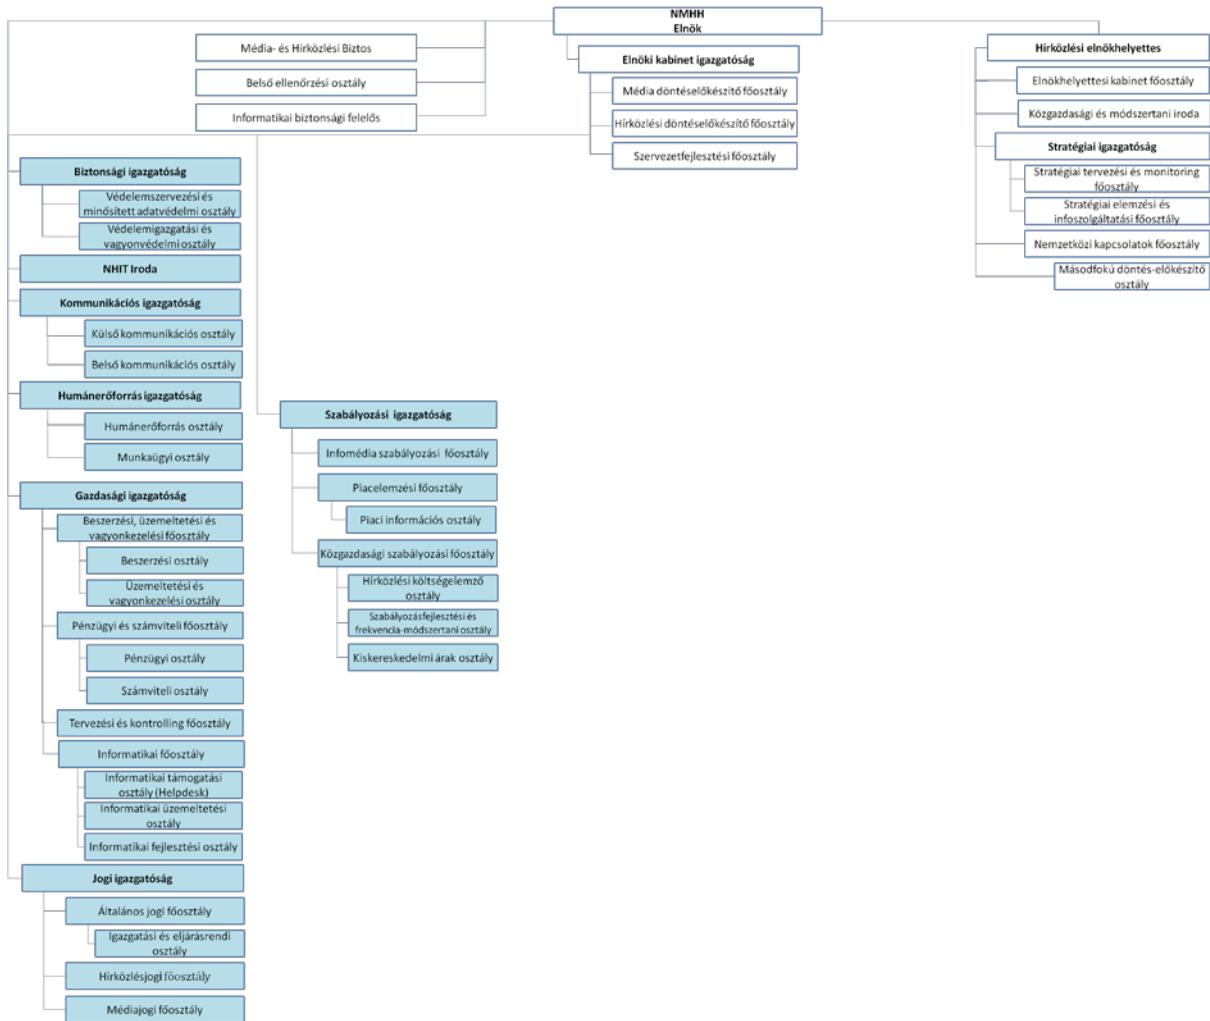 NMHH
Elnök
Média- és Hírközlési Biztos
Belső ellenőrzési osztály
Informatikai biztonsági felelős
Elnöki kabinet igazgatóság
Média döntéselőkészítő főosztály
Hírközlési döntéselőkészítő főosztály
Szervezetfejlesztési főosztály
Hírközlési elnökhelyettes
Elnökhelyettesi kabinet főosztály
Közgazdasági és módszertani iroda
Stratégiai igazgatóság
Stratégiai tervezési és monitoring
főosztály
Stratégiai elemzési és
infoszolgáltatási főosztály
Nemzetközi kapcsolatok főosztály
Másodfokú döntés-előkészítő
osztály
Biztonsági igazgatóság
Védelemszervezési és
minősített adatvédelmi osztály
Védelemigazgatási és
vagyonvédelmi osztály
NHIT Iroda
Kommunikációs igazgatóság
Külső kommunikációs osztály
Belső kommunikációs osztály
Humánerőforrás igazgatóság
Humánerőforrás osztály
Munkaügyi osztály
Gazdasági igazgatóság
Beszerzési, üzemeltetési és
vagyonkezelési főosztály
Beszerzési osztály
Üzemeltetési és
vagyonkezelési osztály
Pénzügyi és számviteli főosztály
Pénzügyi osztály
Számviteli osztály
Tervezési és kontrolling főosztály
Informatikai főosztály
Informatikai támogatási
osztály (Helpdesk)
Informatikai üzemeltetési
osztály
Informatikai fejlesztési osztály
Jogi igazgatóság
Általános jogi főosztály
Igazgatási és eljárásrendi
osztály
Hírközlésjogi főosztály
Médiajogi főosztály
Szabályozási igazgatóság
Infomédia szabályozási főosztály
Piacelemzési főosztály
Piaci információs osztály
Közgazdasági szabályozási főosztály
Hírközlési költségelemző
osztály
Szabályozásfejlesztési és
frekvencia-módszertani osztály
Kiskereskedelmi árak osztály